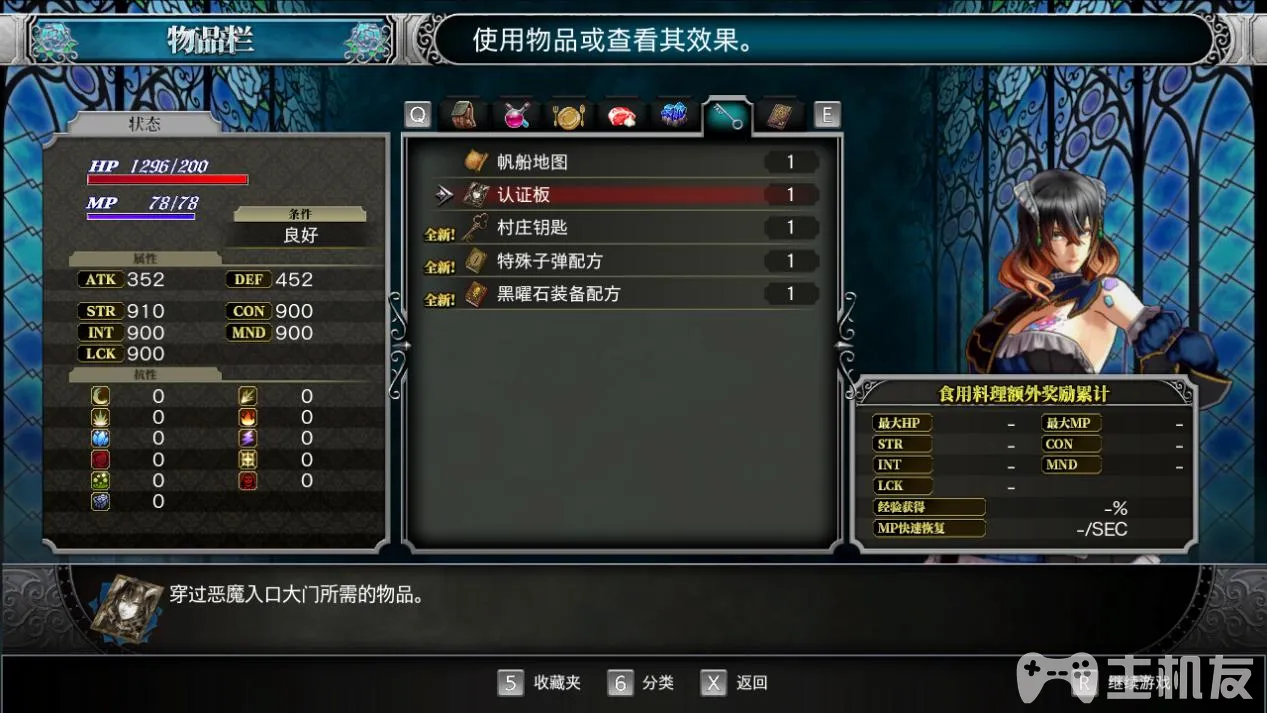 物品栏
使用物品或查看其效果。
Q
E
状态
HP 1296/200
MP 78/78
条件
良好
属性
ATK 352 DEF 452
STR 910 CON 900
INT 900 MND 900
LCK 900
抗性
0 0
0 0
0 0
0 0
0 0
0
帆船地图 1
认证板 1
全新! 村庄钥匙 1
全新! 特殊子弹配方 1
全新! 黑曜石装备配方 1
食用料理额外奖励累计
最大HP - 最大MP -
STR - CON -
INT - MND -
LCK -
经验获得 -%
MP快速恢复 -/SEC
穿过恶魔入口大门所需的物品。
5 收藏夹 6 分类 X 返回 R 继续游戏
主机友